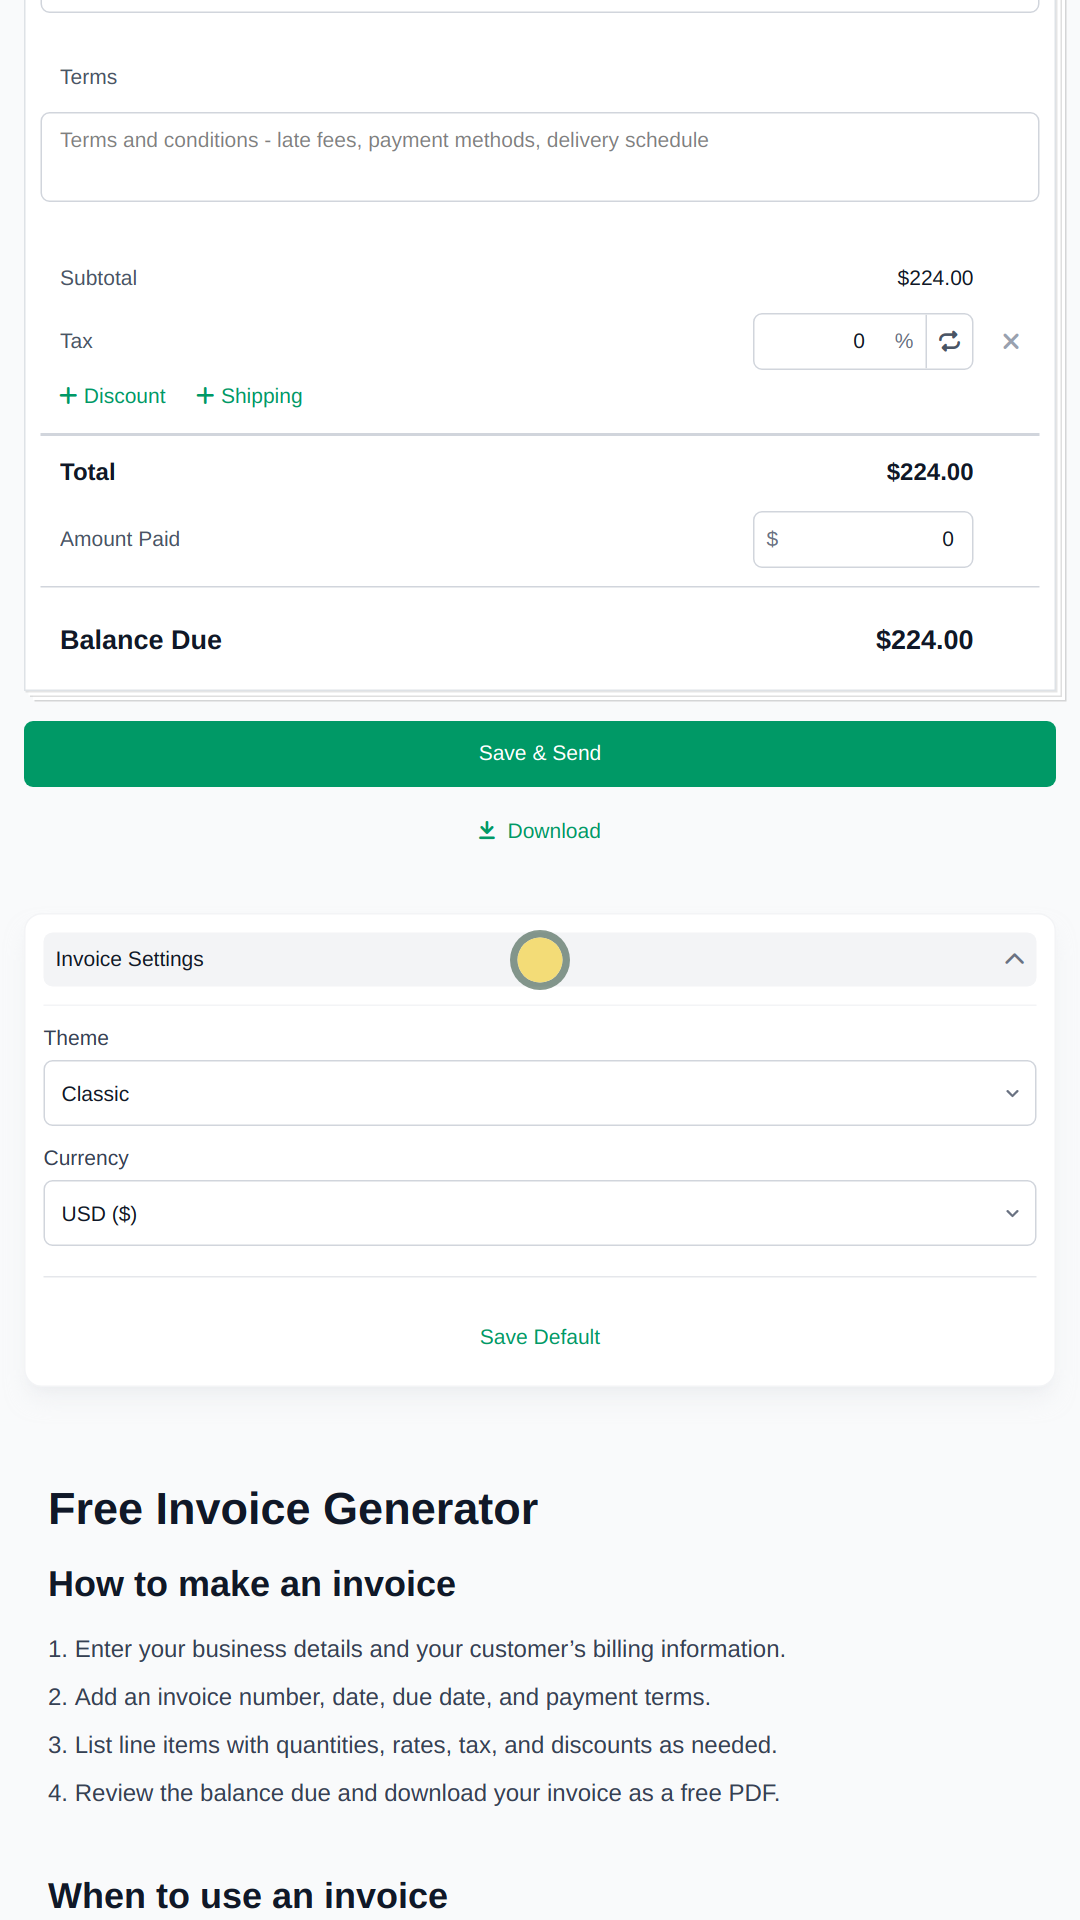 Terms
Terms and conditions - late fees, payment methods, delivery schedule
Subtotal $224.00
Tax 0 %
Discount Shipping
Total $224.00
Amount Paid $ 0
Balance Due $224.00
Save & Send
Download
Invoice Settings
Theme
Classic
Currency
USD ($)
Save Default
Free Invoice Generator
How to make an invoice
1. Enter your business details and your customer’s billing information.
2. Add an invoice number, date, due date, and payment terms.
3. List line items with quantities, rates, tax, and discounts as needed.
4. Review the balance due and download your invoice as a free PDF.
When to use an invoice